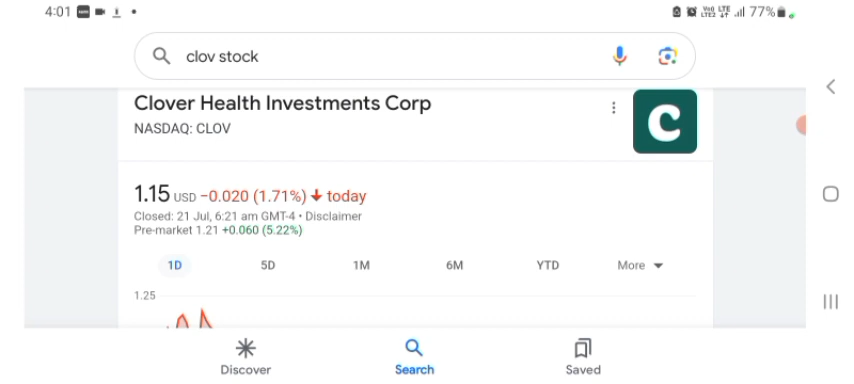 4:01
77%
clov stock
Clover Health Investments Corp
NASDAQ: CLOV
C
1.15 USD −0.020 (1.71%) ↓ today
Closed: 21 Jul, 6:21 am GMT-4 • Disclaimer
Pre-market 1.21 +0.060 (5.22%)
1D 5D 1M 6M YTD More
1.25
Discover Search Saved